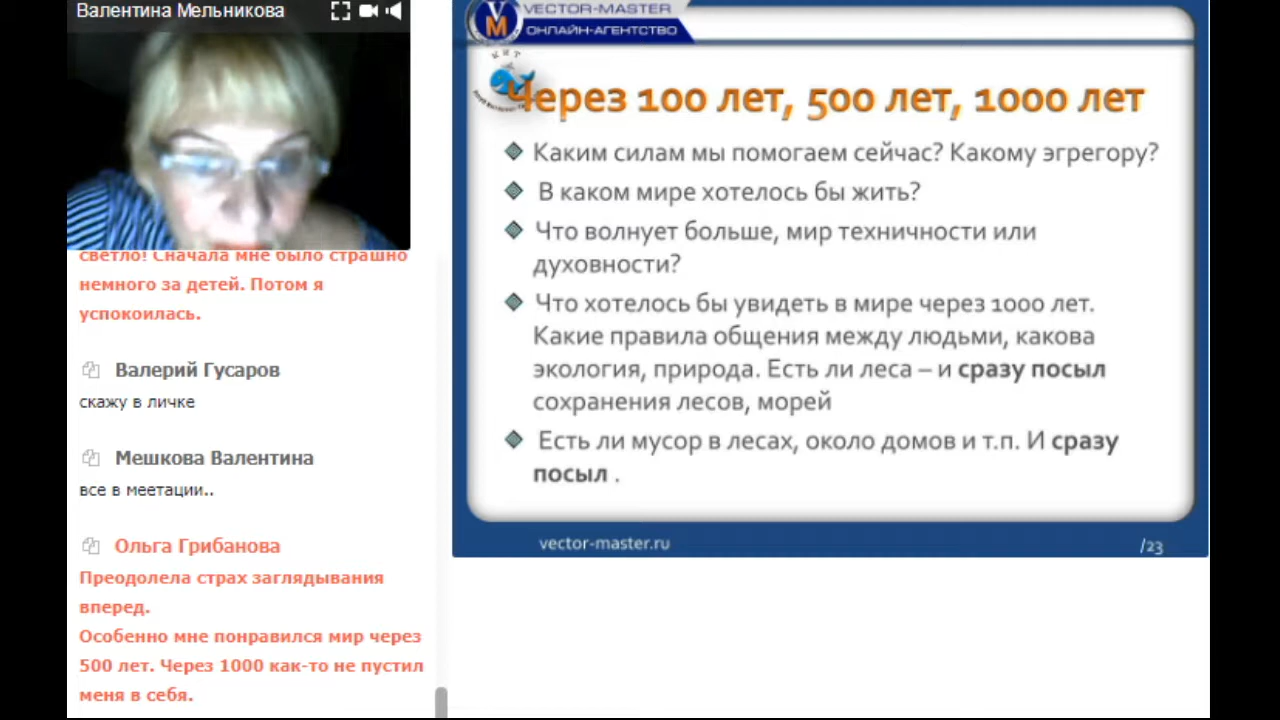 Валентина Мельникова
светло! Сначала мне было страшно
немного за детей. Потом я
успокоилась.
Валерий Гусаров
скажу в личке
Мешкова Валентина
все в меетации..
Ольга Грибанова
Преодолела страх заглядывания
вперед.
Особенно мне понравился мир через
500 лет. Через 1000 как-то не пустил
меня в себя.
VECTOR-MASTER
ОНЛАЙН-АГЕНТСТВО
VM
КИТ
Через 100 лет, 500 лет, 1000 лет
Каким силам мы помогаем сейчас? Какому эгрегору?
В каком мире хотелось бы жить?
Что волнует больше, мир техничности или
духовности?
Что хотелось бы увидеть в мире через 1000 лет.
Какие правила общения между людьми, какова
экология, природа. Есть ли леса – и сразу посыл
сохранения лесов, морей
Есть ли мусор в лесах, около домов и т.п. И сразу
посыл .
vector-master.ru
/23